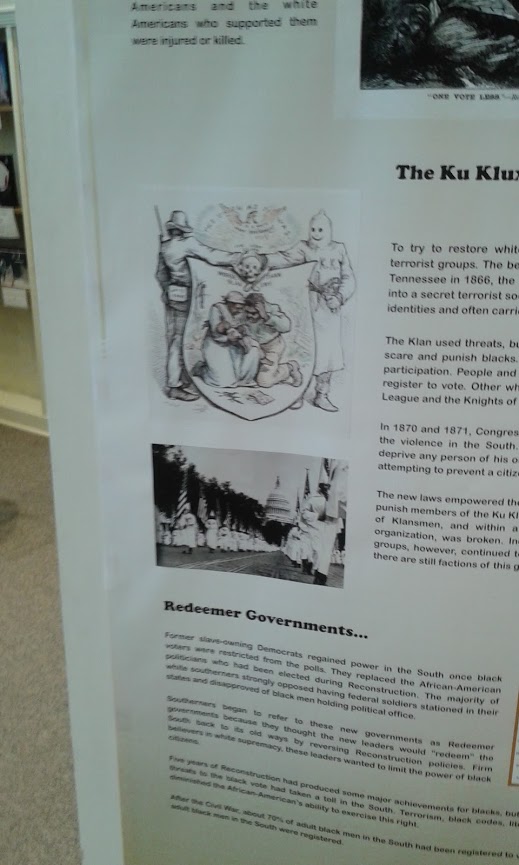 Americans and the white
Americans who supported them
were injured or killed.
"ONE VOTE LESS."
The Ku Klux
To try to restore white
terrorist groups. The
Tennessee in 1866, the
into a secret terrorist
identities and often
The Klan used threats,
scare and punish blacks.
participation. People and
register to vote. Other
League and the Knights of
In 1870 and 1871,
the violence in the South.
deprive any person of his
attempting to prevent a
The new laws empowered the
punish members of the Ku
of Klansmen, and within a
organization, was broken.
groups, however, continued
there are still factions of this
Redeemer Governments...
Former slave-owning Democrats regained power in the South once black
voters were restricted from the polls. They replaced the African-American
politicians who had been elected during Reconstruction. The majority of
white southerners strongly opposed having federal soldiers stationed in their
states and disapproved of black men holding political office.
Southerners began to refer to these new governments as Redeemer
governments because they thought the new leaders would "redeem" the
South back to its old ways by reversing Reconstruction policies. Firm
believers in white supremacy, these leaders wanted to limit the power of black
citizens.
Five years of Reconstruction had produced some major achievements for blacks, but
threats to the black vote had taken a toll in the South. Terrorism, black codes,
diminished the African-American's ability to exercise this right.
After the Civil War, about 70% of adult black men in the South had been registered to
adult black men in the South were registered.